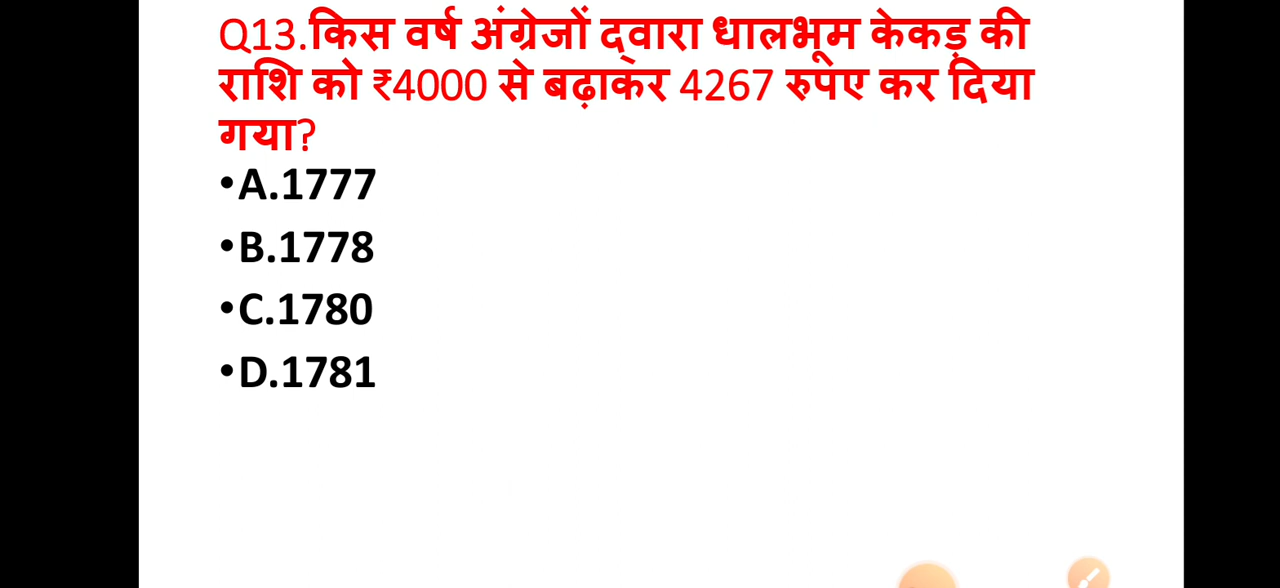 Q13.किस वर्ष अंग्रेजों द्वारा धालभूम केकड़ की
राशि को ₹4000 से बढ़ाकर 4267 रुपए कर दिया
गया?
•A.1777
•B.1778
•C.1780
•D.1781